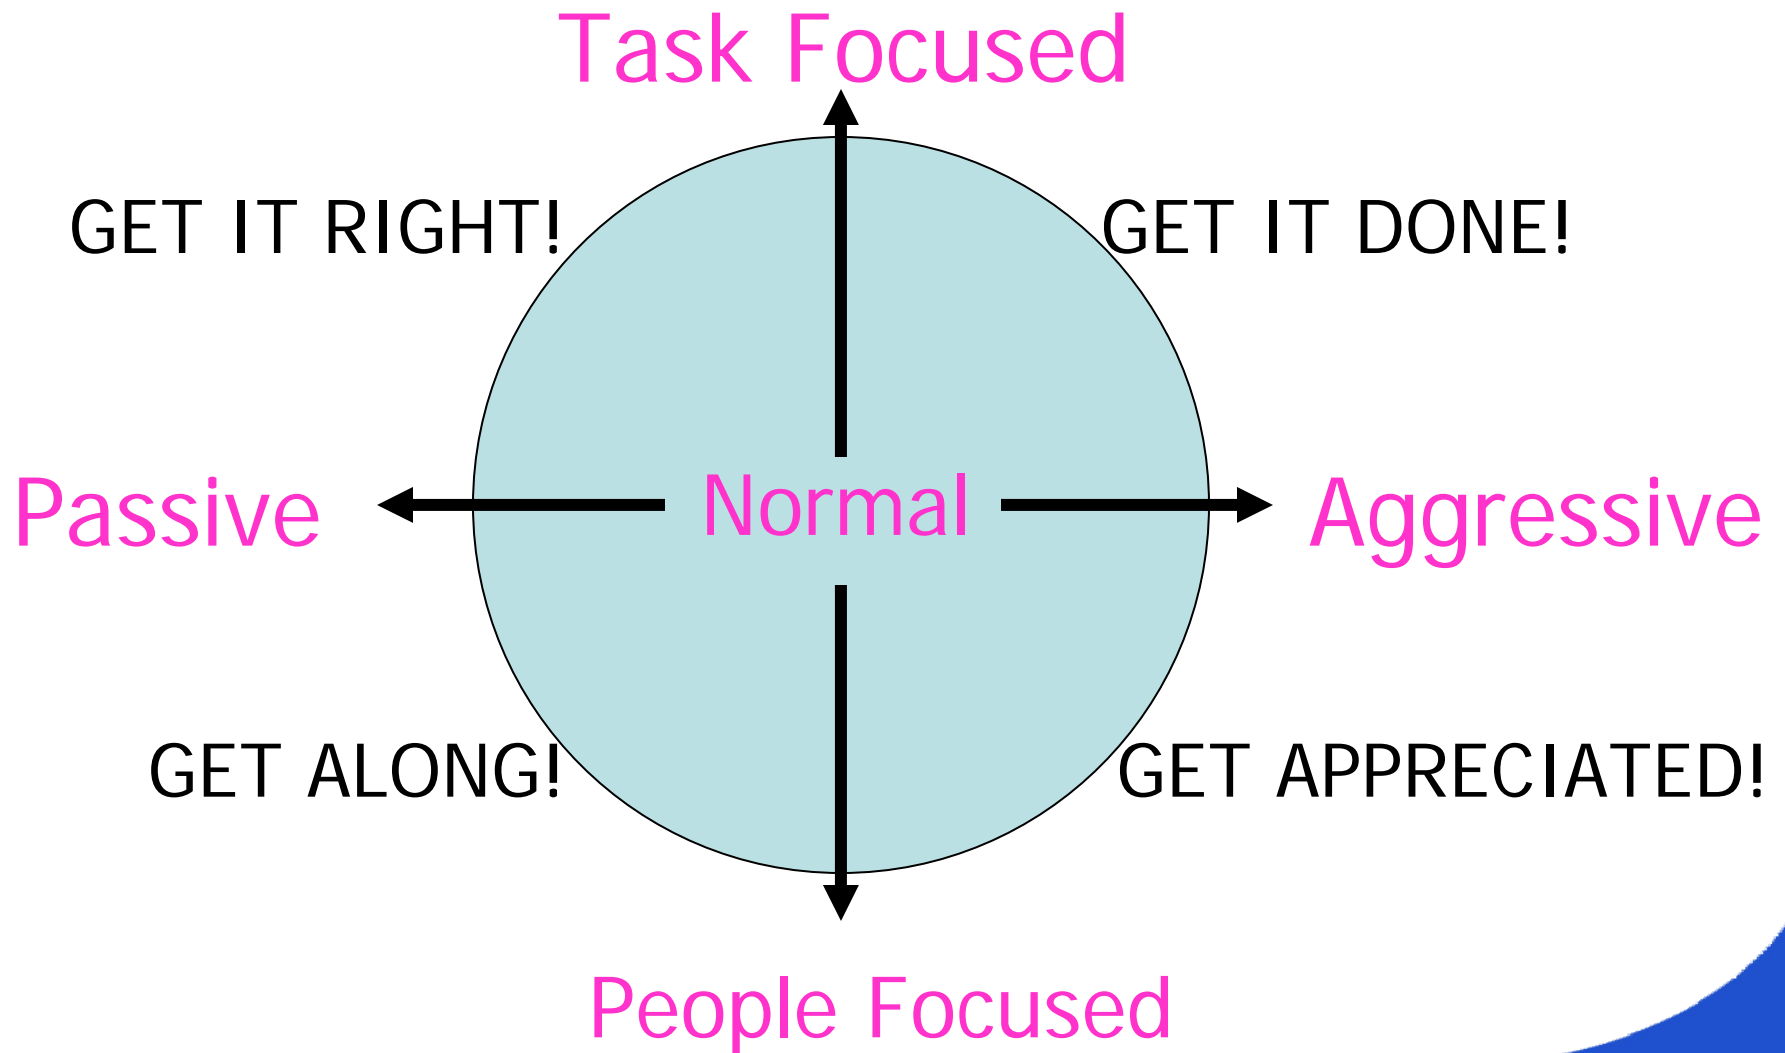 Task Focused
GET IT RIGHT!
GET IT DONE!
Passive
Normal
Aggressive
GET ALONG!
GET APPRECIATED!
People Focused